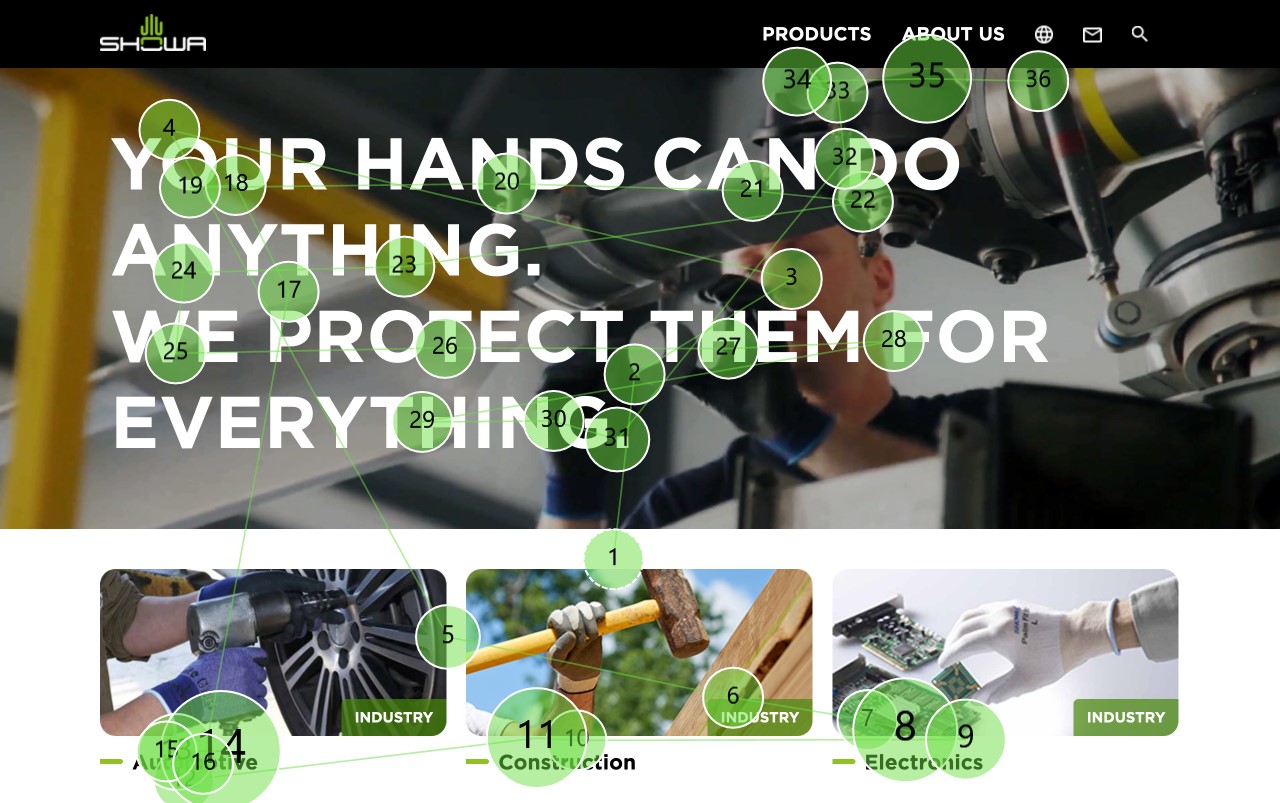 SHOWA
PRODUCTS ABOUT US
34 33 35 36
4
YOUR HANDS CAN DO
19 18 20 21 32 22
ANYTHING.
24 23 17 3
WE PROTECT THEM FOR
25 26 27 28
2
EVERYTHING.
29 30 31
1
5
6
INDUSTRY INDUSTRY INDUSTRY
7 8 9
11 10
15 14
16
Automotive Construction Electronics